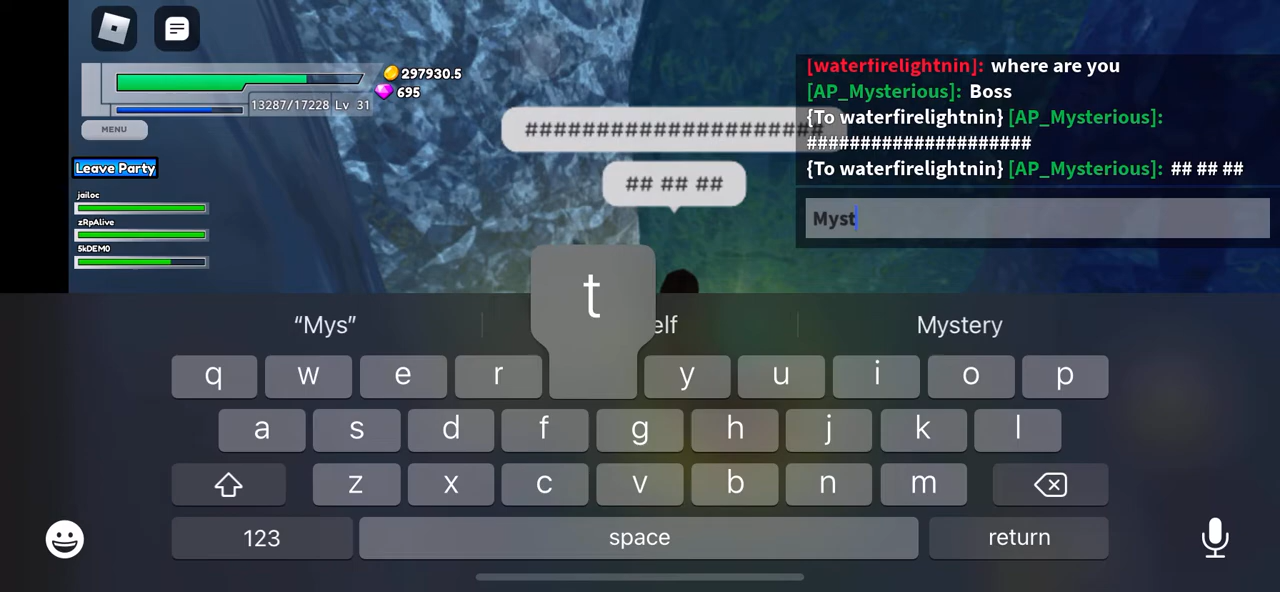 297930.5
695
13287/17228 Lv 31
MENU
Leave Party
jailoc
zRpAlive
5kDEM0
[waterfirelightnin]: where are you
[AP_Mysterious]: Boss
{To waterfirelightnin} [AP_Mysterious]:
####################
{To waterfirelightnin} [AP_Mysterious]: ## ## ##
Myst
####################
## ## ##
t
“Mys” elf Mystery
q w e r y u i o p
a s d f g h j k l
z x c v b n m
123 space return